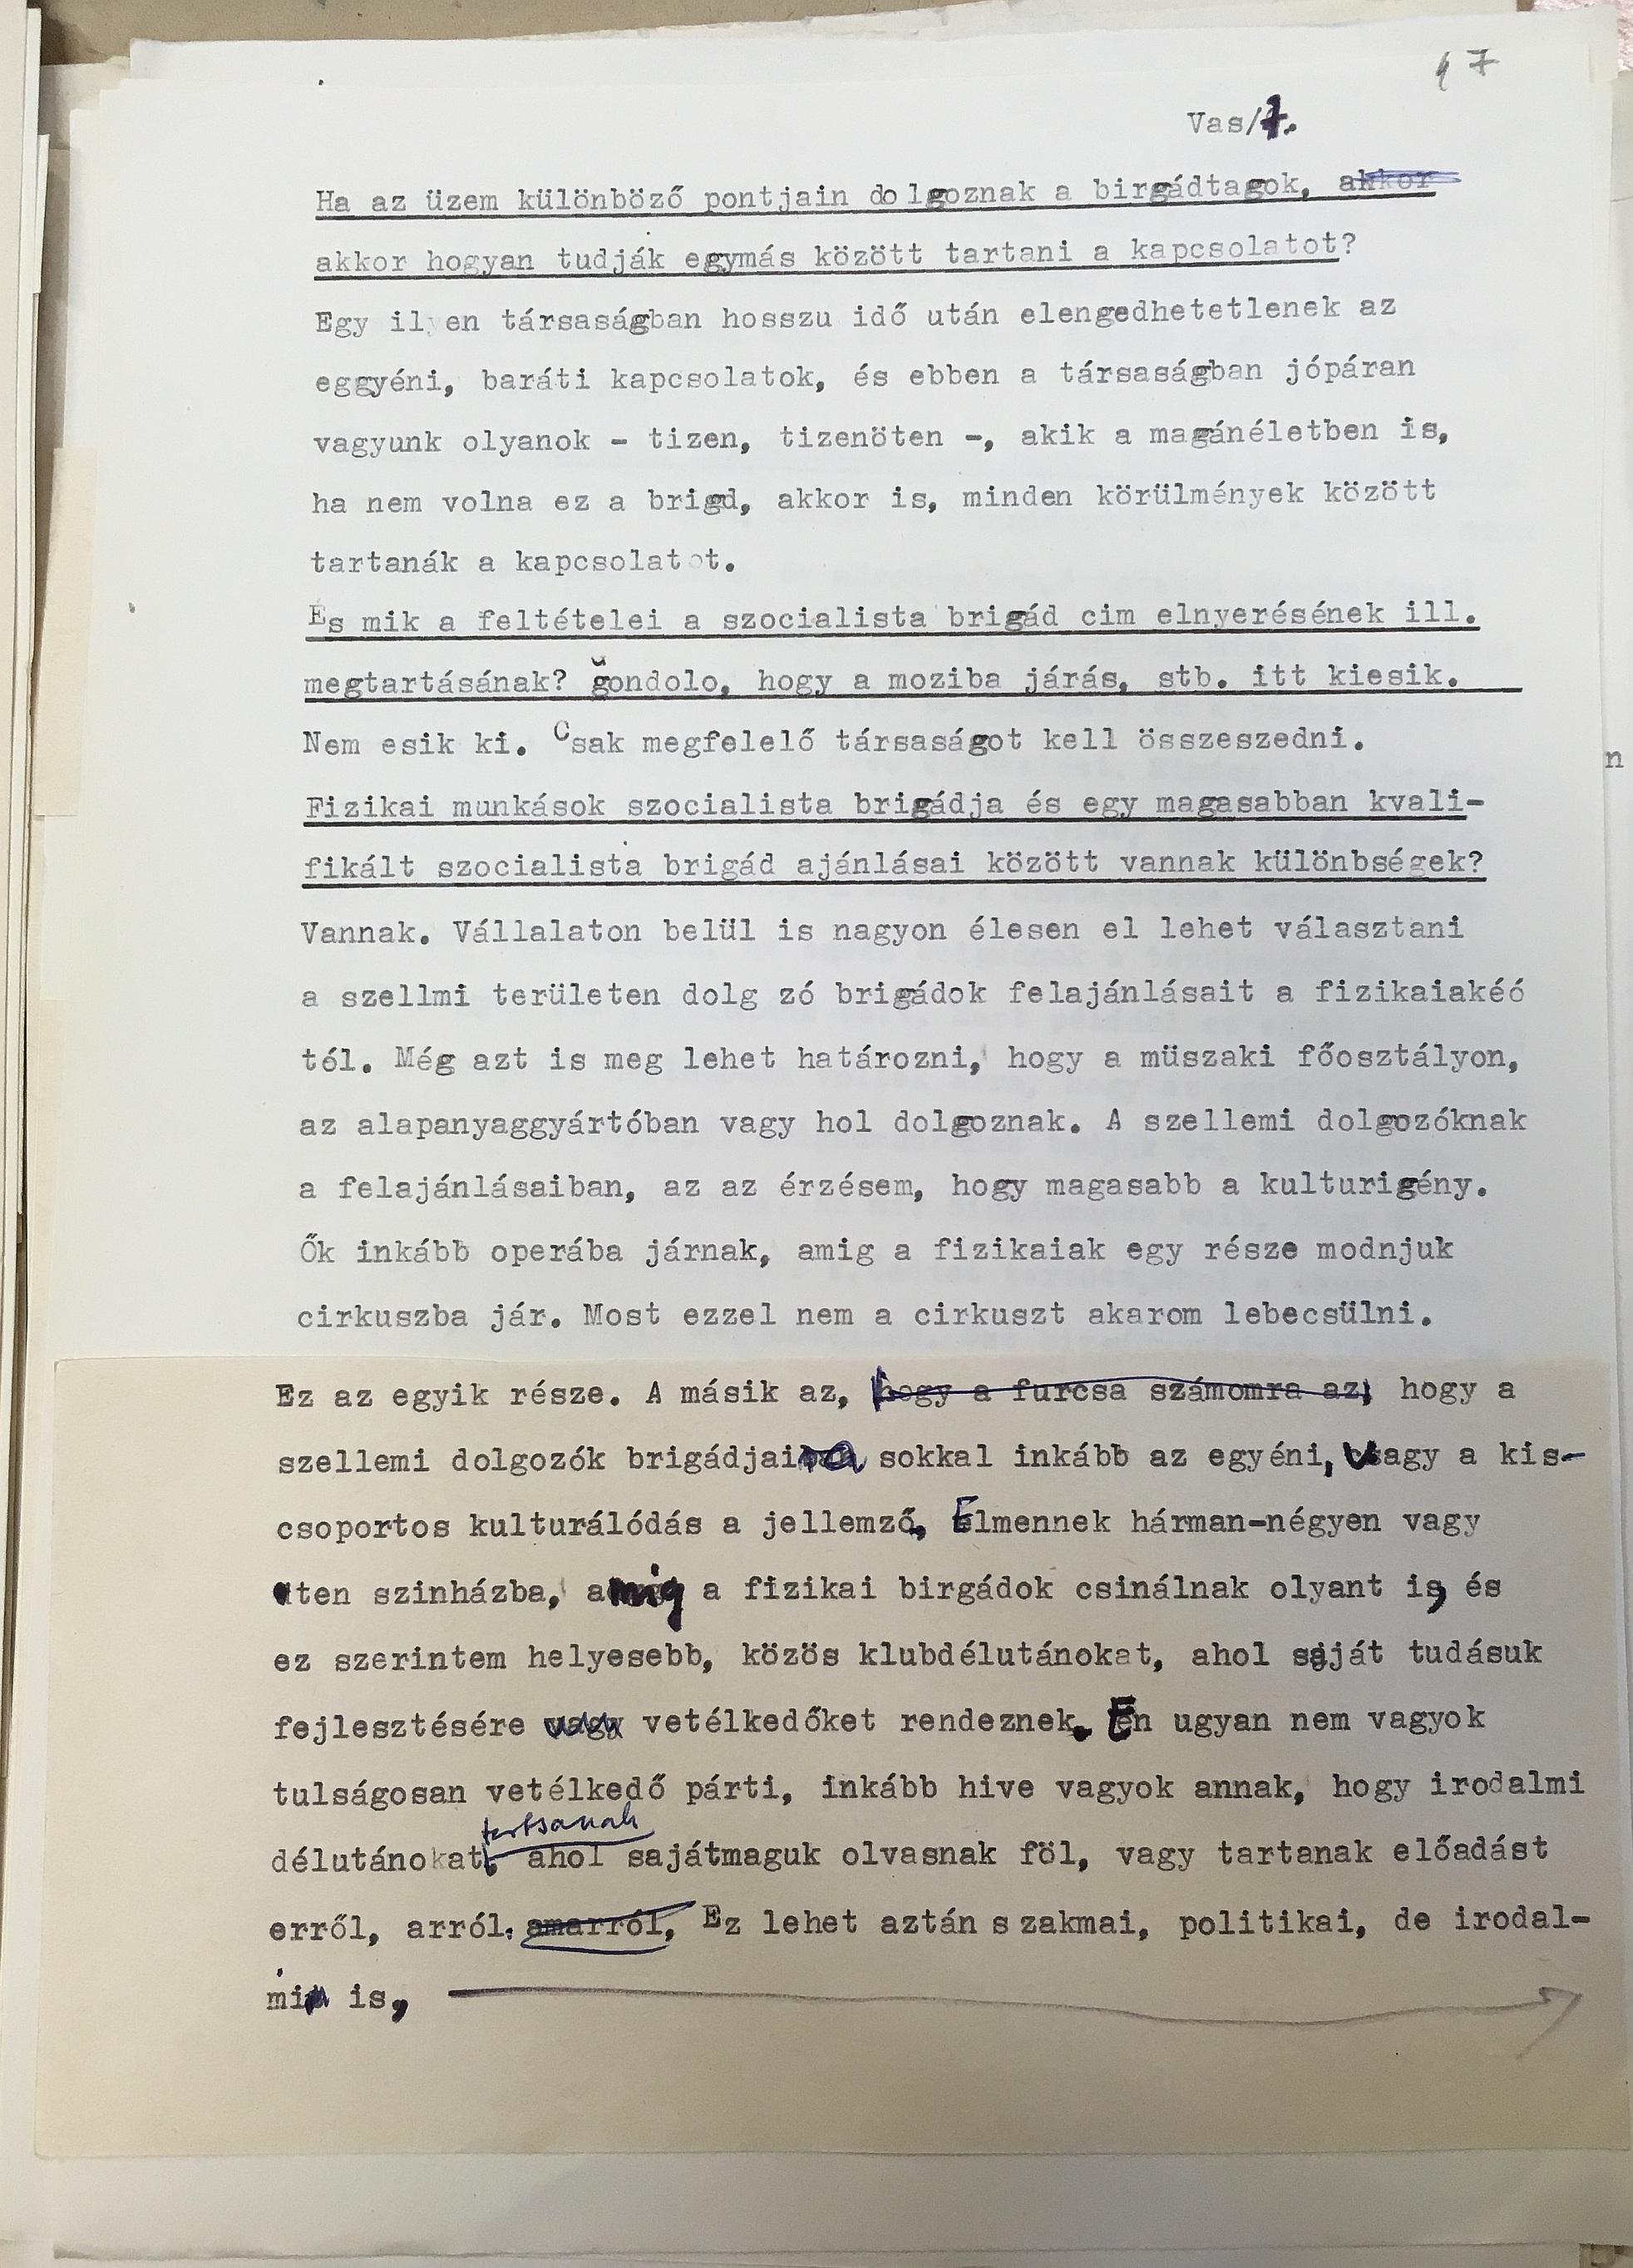 47
Vas/7.
Ha az üzem különböző pontjain dolgoznak a birgádtagok, akkor
akkor hogyan tudják egymás között tartani a kapcsolatot?
Egy ilyen társaságban hosszu idő után elengedhetetlenek az
eggyéni, baráti kapcsolatok, és ebben a társaságban jópáran
vagyunk olyanok - tizen, tizenöten -, akik a magánéletben is,
ha nem volna ez a brigd, akkor is, minden körülmények között
tartanák a kapcsolatot.
És mik a feltételei a szocialista brigád cim elnyerésének ill.
megtartásának? gondolo, hogy a moziba járás, stb. itt kiesik.
Nem esik ki. Csak megfelelő társaságot kell összeszedni.
Fizikai munkások szocialista brigádja és egy magasabban kvali-
fikált szocialista brigád ajánlásai között vannak különbségek?
Vannak. Vállalaton belül is nagyon élesen el lehet választani
a szellmi területen dolg zó brigádok felajánlásait a fizikaiakéó
tól. Még azt is meg lehet határozni, hogy a müszaki főosztályon,
az alapanyaggyártóban vagy hol dolgoznak. A szellemi dolgozóknak
a felajánlásaiban, az az érzésem, hogy magasabb a kulturigény.
Ők inkább operába járnak, amig a fizikaiak egy része modnjuk
cirkuszba jár. Most ezzel nem a cirkuszt akarom lebecsülni.
Ez az egyik része. A másik az, hogy a furcsa számomra az, hogy a
szellemi dolgozók brigádjaira sokkal inkább az egyéni, vagy a kis-
csoportos kulturálódás a jellemző, Elmennek hárman-négyen vagy
öten szinházba, amig a fizikai birgádok csinálnak olyant is, és
ez szerintem helyesebb, közös klubdélutánokat, ahol saját tudásuk
fejlesztésére vagy vetélkedőket rendeznek. Én ugyan nem vagyok
tulságosan vetélkedő párti, inkább hive vagyok annak, hogy irodalmi
tartsanak
délutánokat, ahol sajátmaguk olvasnak föl, vagy tartanak előadást
erről, arról. amarról, Ez lehet aztán szakmai, politikai, de irodal-
mi is,